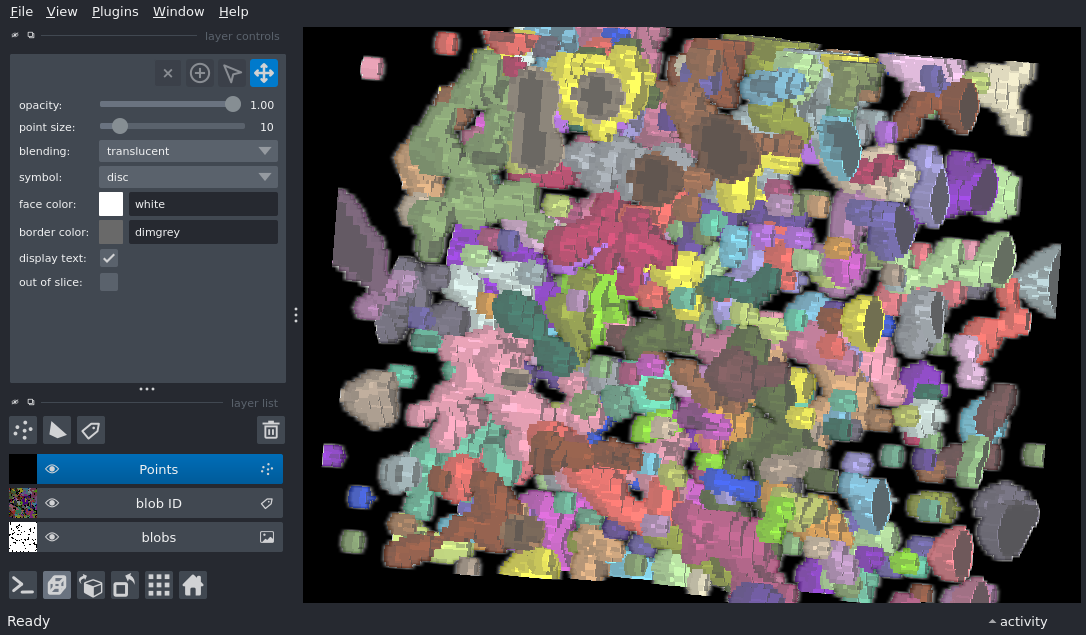 File View Plugins Window Help
layer controls
opacity: 1.00
point size: 10
blending: translucent
symbol: disc
face color: white
border color: dimgrey
display text:
out of slice:
layer list
Points
blob ID
blobs
Ready activity